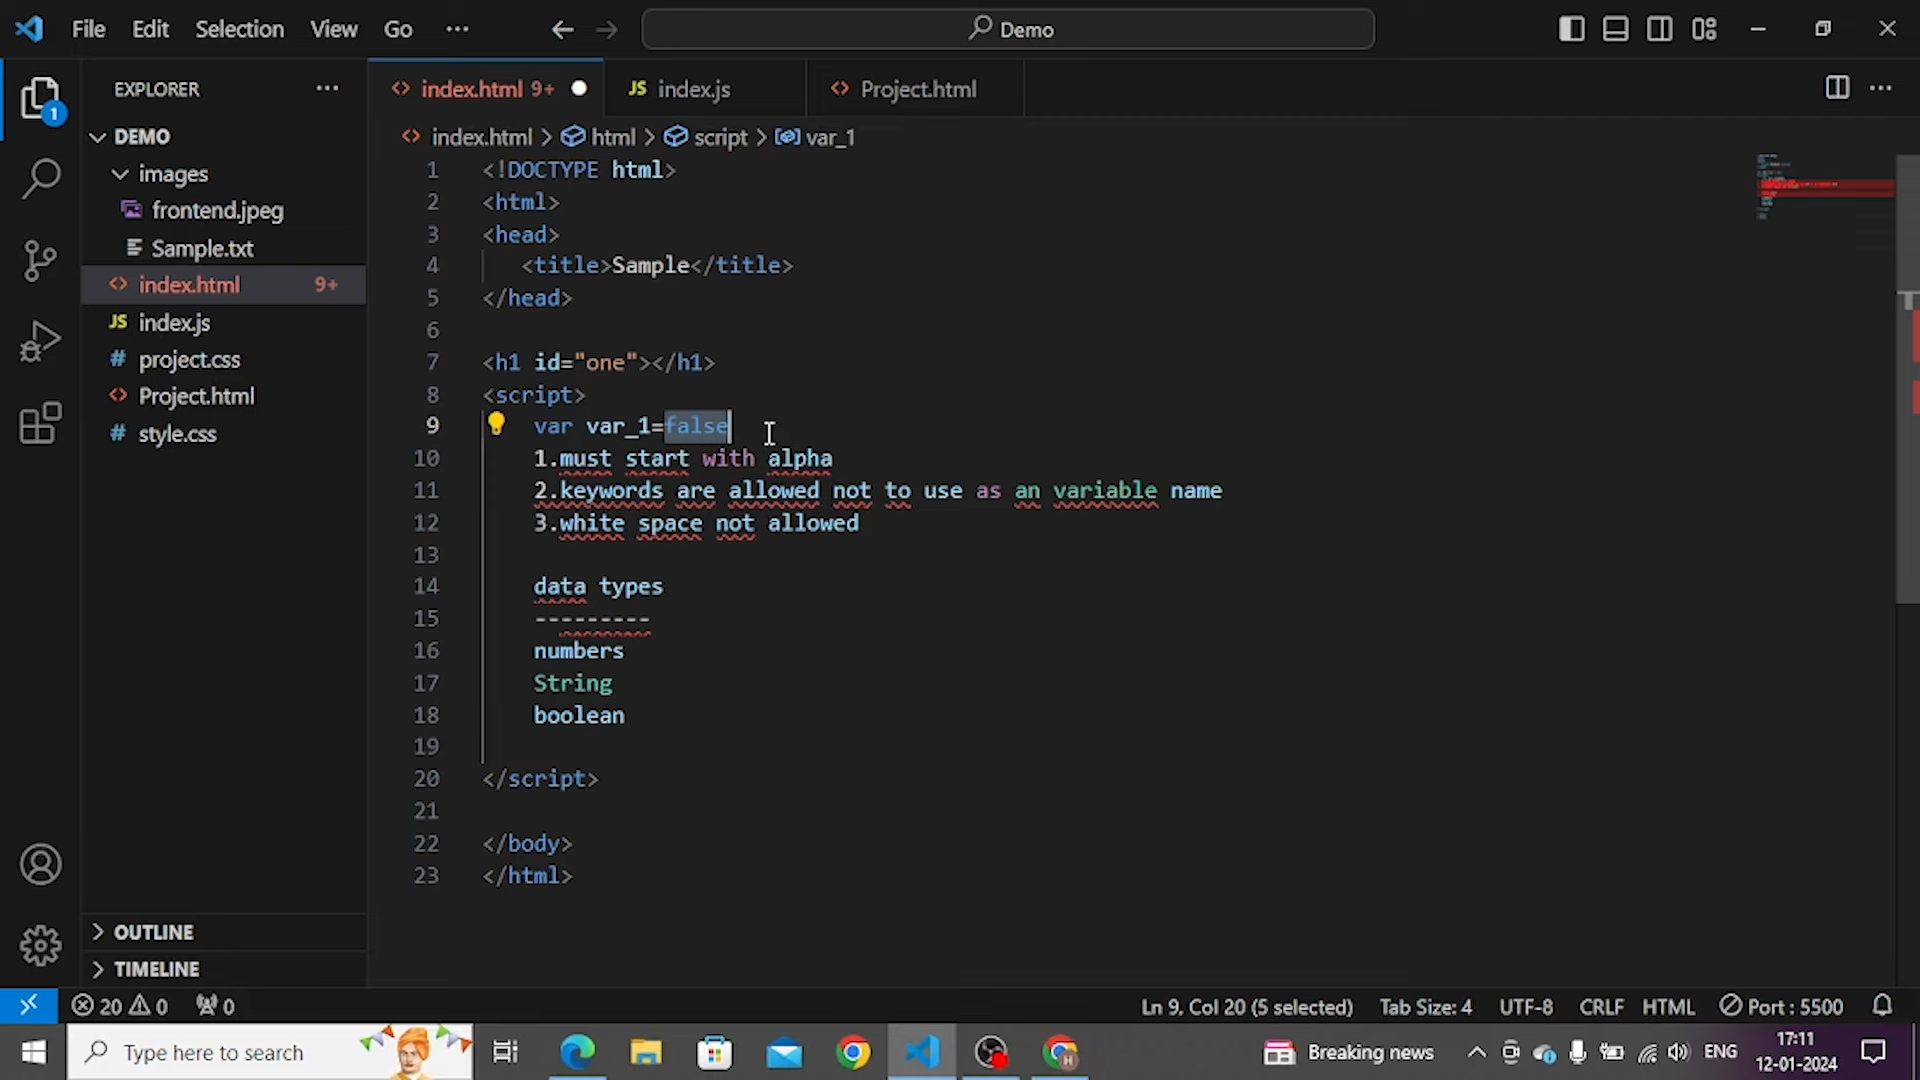 File Edit Selection View Go ··· Demo
EXPLORER ···
DEMO
images
frontend.jpeg
Sample.txt
index.html 9+
JS index.js
# project.css
Project.html
# style.css
OUTLINE
TIMELINE
index.html 9+ JS index.js Project.html
index.html > html > script > var_1
1 <!DOCTYPE html>
2 <html>
3 <head>
4 <title>Sample</title>
5 </head>
6
7 <h1 id="one"></h1>
8 <script>
9 var var_1=false
10 1.must start with alpha
11 2.keywords are allowed not to use as an variable name
12 3.white space not allowed
13
14 data types
15 ---------
16 numbers
17 String
18 boolean
19
20 </script>
21
22 </body>
23 </html>
1
20 0 0 Ln 9, Col 20 (5 selected) Tab Size: 4 UTF-8 CRLF HTML Port : 5500
Type here to search H Breaking news ENG 17:11
12-01-2024